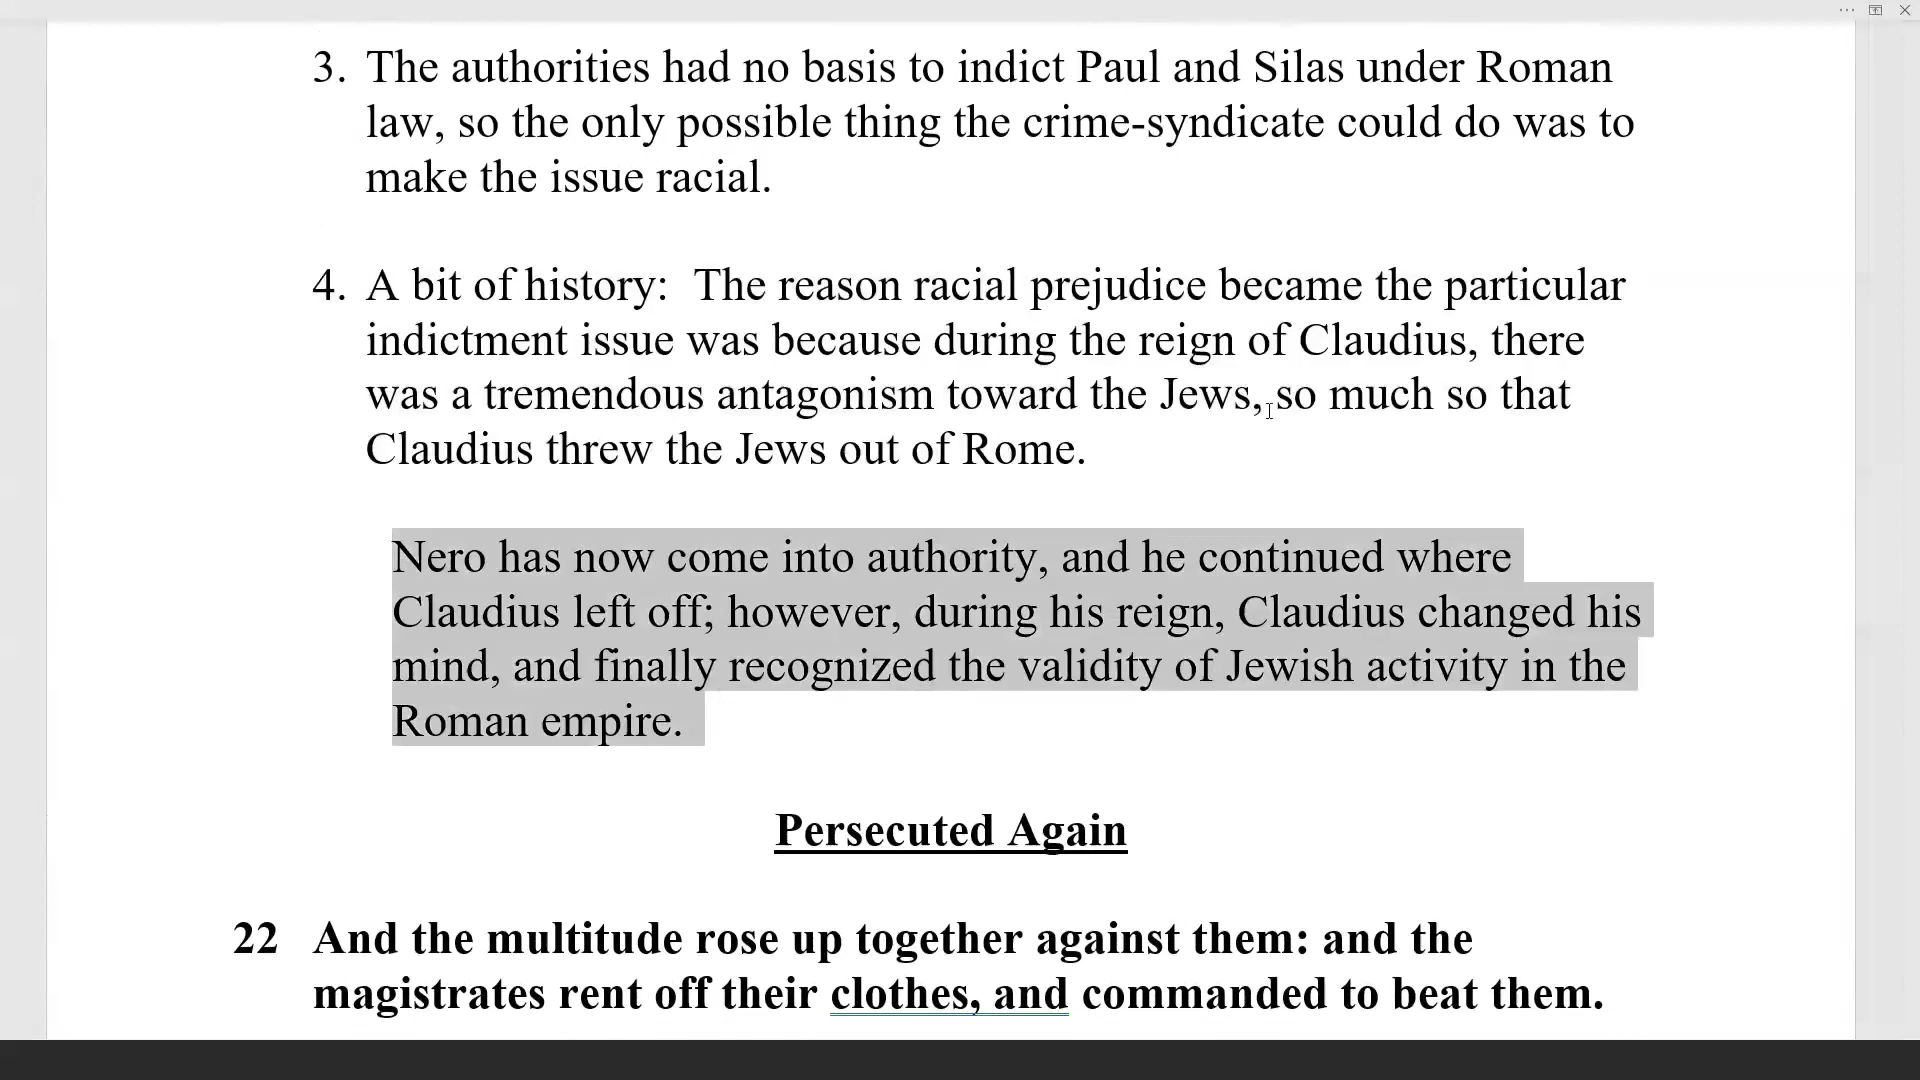 3. The authorities had no basis to indict Paul and Silas under Roman
law, so the only possible thing the crime-syndicate could do was to
make the issue racial.
4. A bit of history:  The reason racial prejudice became the particular
indictment issue was because during the reign of Claudius, there
was a tremendous antagonism toward the Jews, so much so that
Claudius threw the Jews out of Rome.
Nero has now come into authority, and he continued where
Claudius left off; however, during his reign, Claudius changed his
mind, and finally recognized the validity of Jewish activity in the
Roman empire.
Persecuted Again
22 And the multitude rose up together against them: and the
magistrates rent off their clothes, and commanded to beat them.